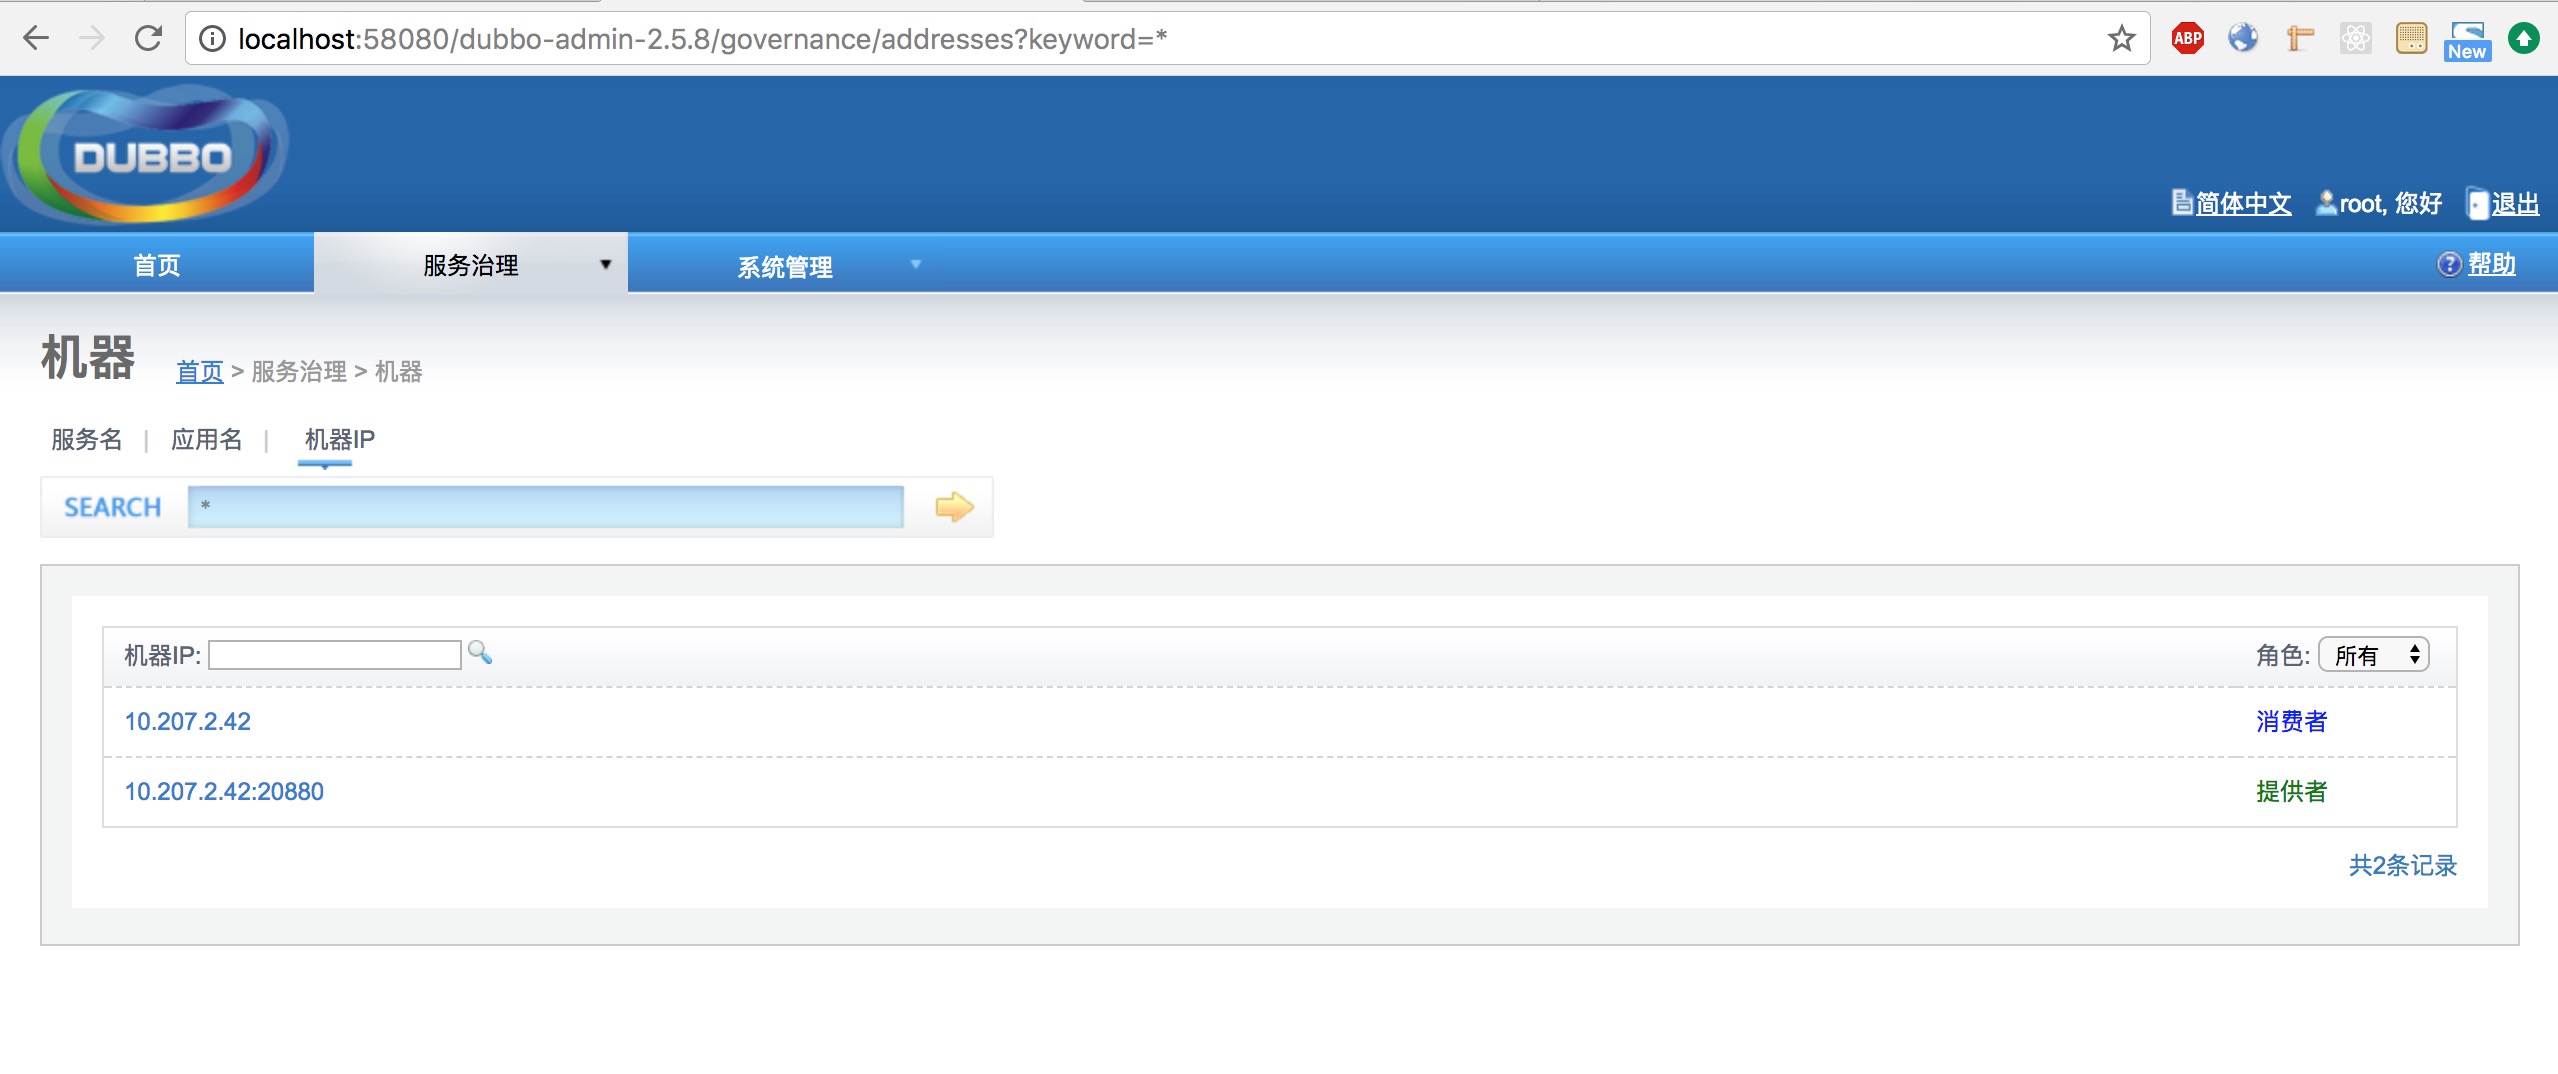 localhost:58080/dubbo-admin-2.5.8/governance/addresses?keyword=*
ABP
New
DUBBO
简体中文 root, 您好 退出
首页 服务治理 系统管理 帮助
机器 首页 > 服务治理 > 机器
服务名 | 应用名 | 机器IP
SEARCH *
机器IP: 角色: 所有
10.207.2.42 消费者
10.207.2.42:20880 提供者
共2条记录